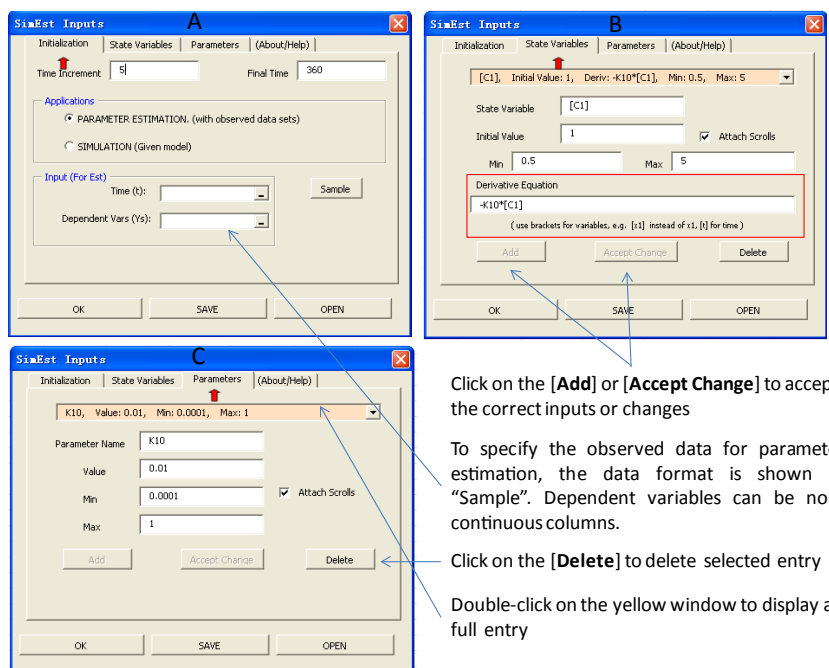 A
SimEst Inputs
Initialization State Variables Parameters (About/Help)
Time Increment 5 Final Time 360
Applications
PARAMETER ESTIMATION. (with observed data sets)
SIMULATION (Given model)
Input (For Est)
Time (t): _
Sample
Dependent Vars (Ys): _
OK SAVE OPEN
B
SimEst Inputs
Initialization State Variables Parameters (About/Help)
[C1], Initial Value: 1, Deriv: -K10*[C1], Min: 0.5, Max: 5
State Variable [C1]
Initial Value 1 Attach Scrolls
Min 0.5 Max 5
Derivative Equation
-K10*[C1]
( use brackets for variables, e.g. [x1] instead of x1, [t] for time )
Add Accept Change Delete
OK SAVE OPEN
C
SimEst Inputs
Initialization State Variables Parameters (About/Help)
K10, Value: 0.01, Min: 0.0001, Max: 1
Parameter Name K10
Value 0.01
Min 0.0001 Attach Scrolls
Max 1
Add Accept Change Delete
OK SAVE OPEN
Click on the [Add] or [Accept Change] to accep
the correct inputs or changes
To specify the observed data for paramete
estimation, the data format is shown
“Sample”. Dependent variables can be no
continuous columns.
Click on the [Delete] to delete selected entry
Double-click on the yellow window to display a
full entry